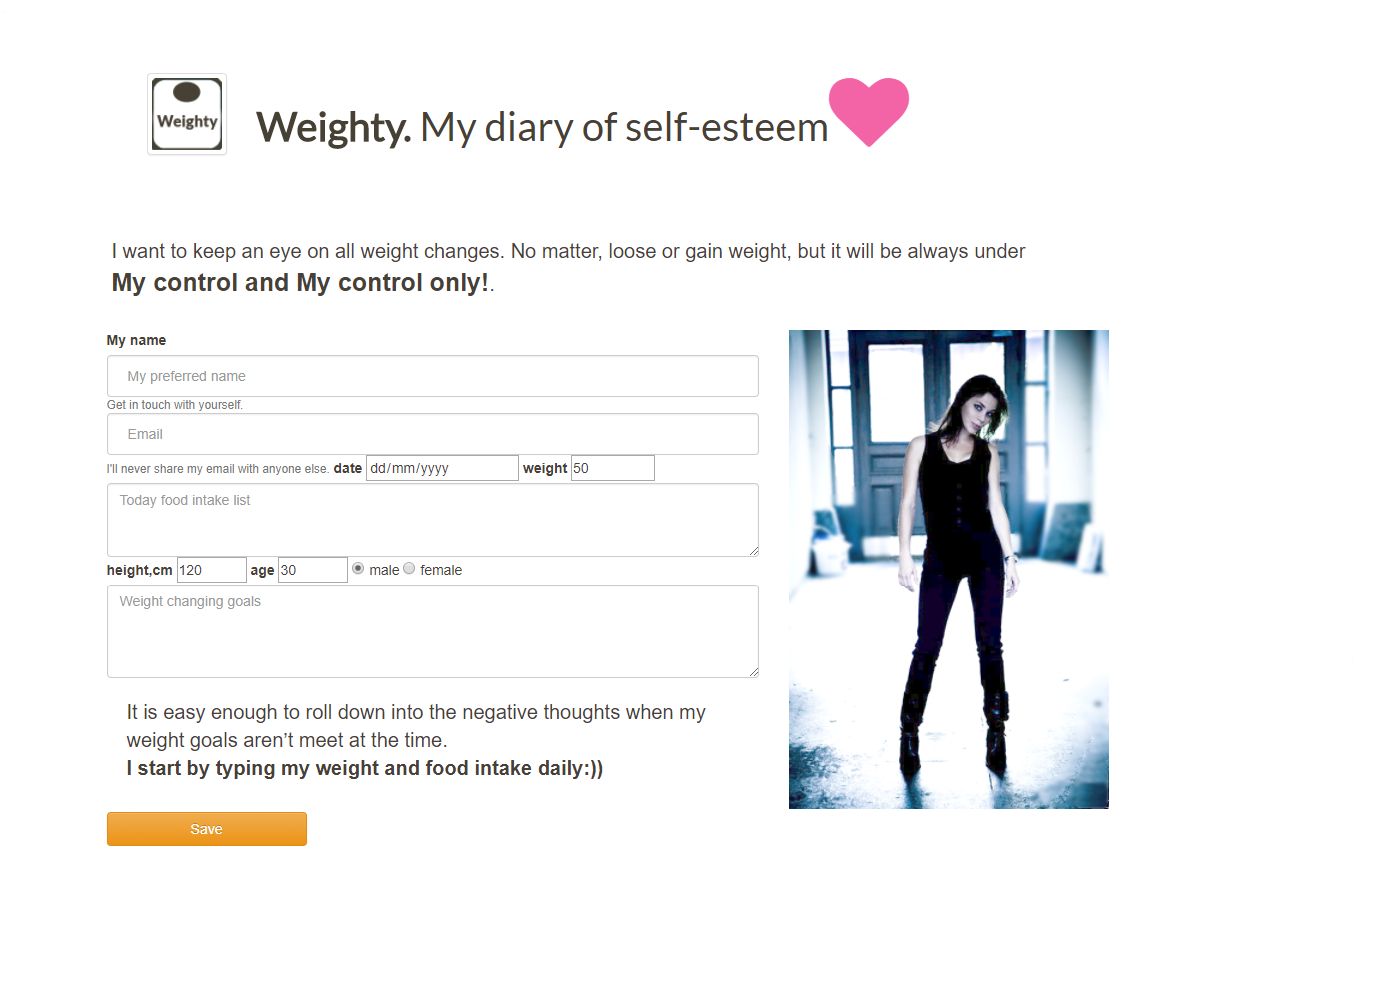 Weighty
Weighty. My diary of self-esteem
I want to keep an eye on all weight changes. No matter, loose or gain weight, but it will be always under
My control and My control only!.
My name
My preferred name
Get in touch with yourself.
Email
I'll never share my email with anyone else. date dd/mm/yyyy weight 50
Today food intake list
height,cm 120 age 30 male female
Weight changing goals
It is easy enough to roll down into the negative thoughts when my
weight goals aren’t meet at the time.
I start by typing my weight and food intake daily:))
Save